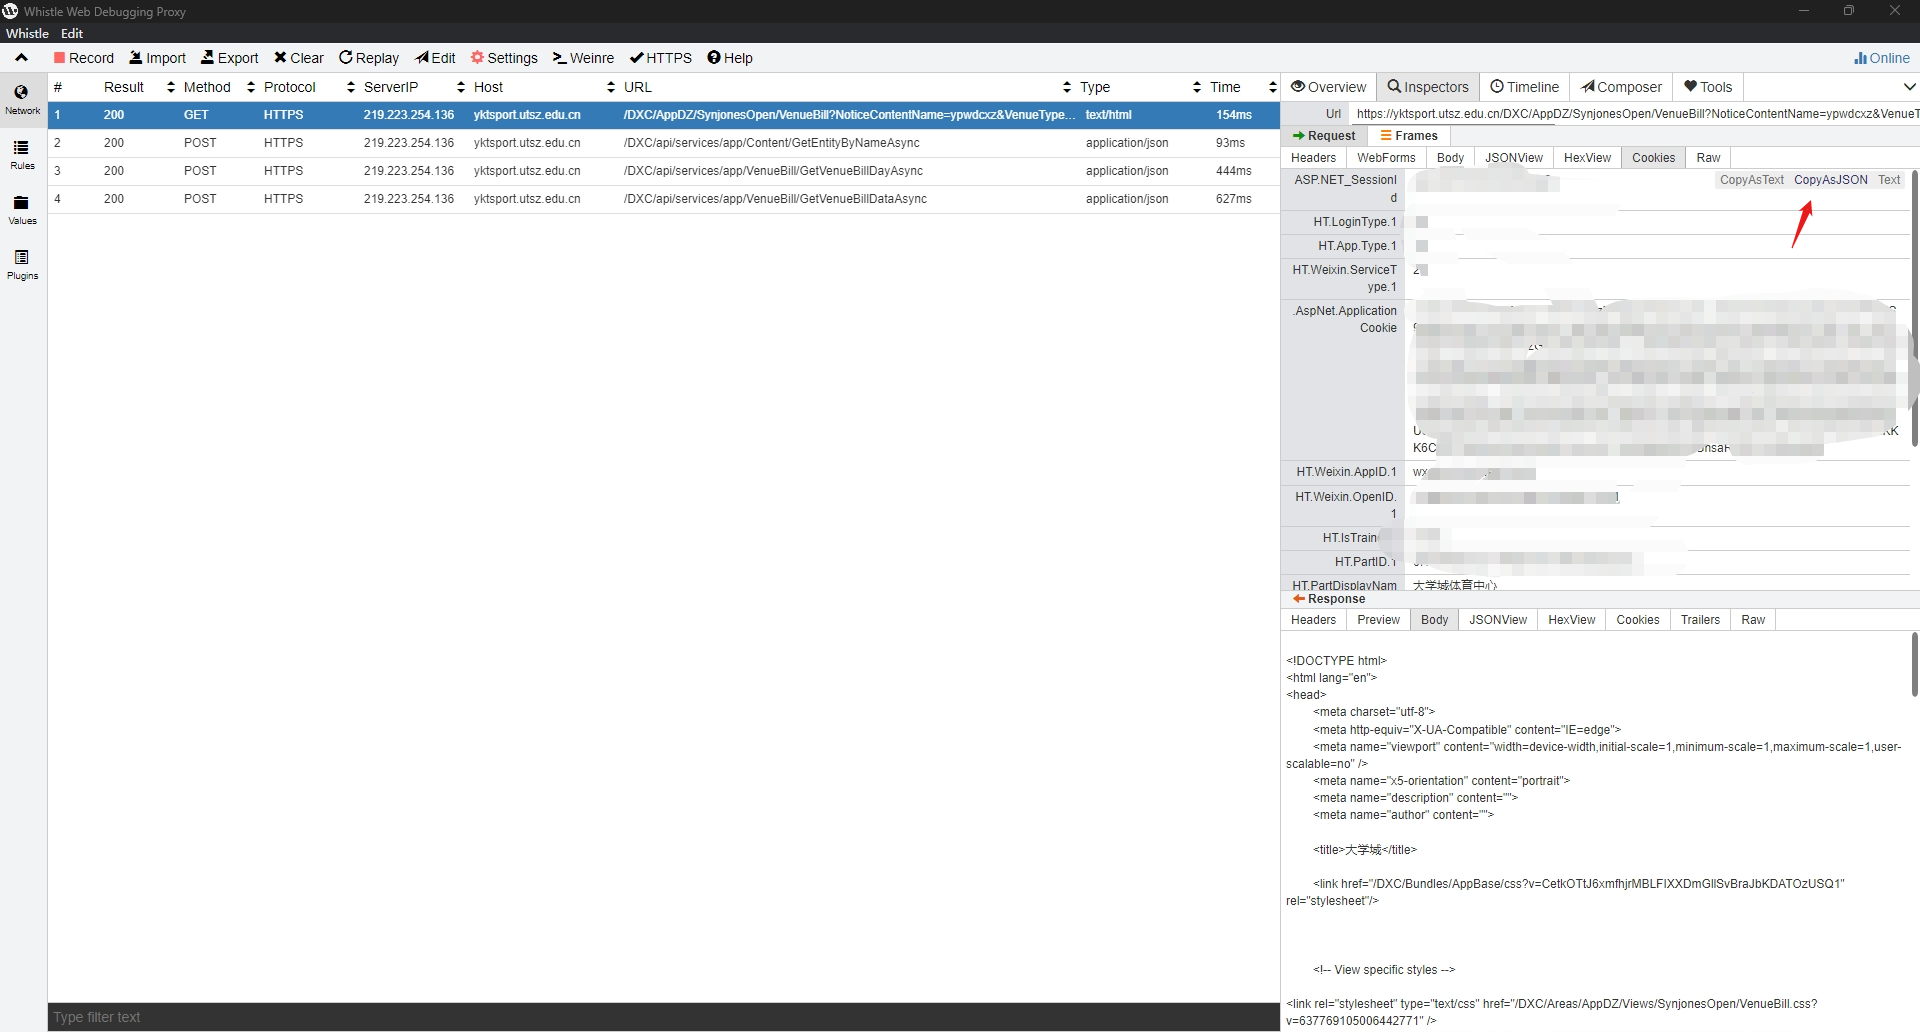 Whistle Web Debugging Proxy
Whistle Edit
Record Import Export Clear Replay Edit Settings Weinre HTTPS Help Online
Network
Rules
Values
Plugins
# Result Method Protocol ServerIP Host URL Type Time
1 200 GET HTTPS 219.223.254.136 yktsport.utsz.edu.cn /DXC/AppDZ/SynjonesOpen/VenueBill?NoticeContentName=ypwdcxz&VenueType... text/html 154ms
2 200 POST HTTPS 219.223.254.136 yktsport.utsz.edu.cn /DXC/api/services/app/Content/GetEntityByNameAsync application/json 93ms
3 200 POST HTTPS 219.223.254.136 yktsport.utsz.edu.cn /DXC/api/services/app/VenueBill/GetVenueBillDayAsync application/json 444ms
4 200 POST HTTPS 219.223.254.136 yktsport.utsz.edu.cn /DXC/api/services/app/VenueBill/GetVenueBillDataAsync application/json 627ms
Type filter text
Overview Inspectors Timeline Composer Tools
Url https://yktsport.utsz.edu.cn/DXC/AppDZ/SynjonesOpen/VenueBill?NoticeContentName=ypwdcxz&VenueT
Request Frames
Headers WebForms Body JSONView HexView Cookies Raw
ASP.NET_SessionI
d
CopyAsText CopyAsJSON Text
HT.LoginType.1
HT.App.Type.1
HT.Weixin.ServiceT
ype.1
.AspNet.Application
Cookie
K6C
HT.Weixin.AppID.1 wx
HT.Weixin.OpenID.
1
HT.IsTrain
HT.PartID.1
HT.PartDisplayNam 大学城体育中心
Response
Headers Preview Body JSONView HexView Cookies Trailers Raw
<!DOCTYPE html>
<html lang="en">
<head>
<meta charset="utf-8">
<meta http-equiv="X-UA-Compatible" content="IE=edge">
<meta name="viewport" content="width=device-width,initial-scale=1,minimum-scale=1,maximum-scale=1,user-
scalable=no" />
<meta name="x5-orientation" content="portrait">
<meta name="description" content="">
<meta name="author" content="">
<title>大学城</title>
<link href="/DXC/Bundles/AppBase/css?v=CetkOTtJ6xmfhjrMBLFIXXDmGIlSvBraJbKDATOzUSQ1"
rel="stylesheet"/>
<!-- View specific styles -->
<link rel="stylesheet" type="text/css" href="/DXC/Areas/AppDZ/Views/SynjonesOpen/VenueBill.css?
v=637769105006442771" />